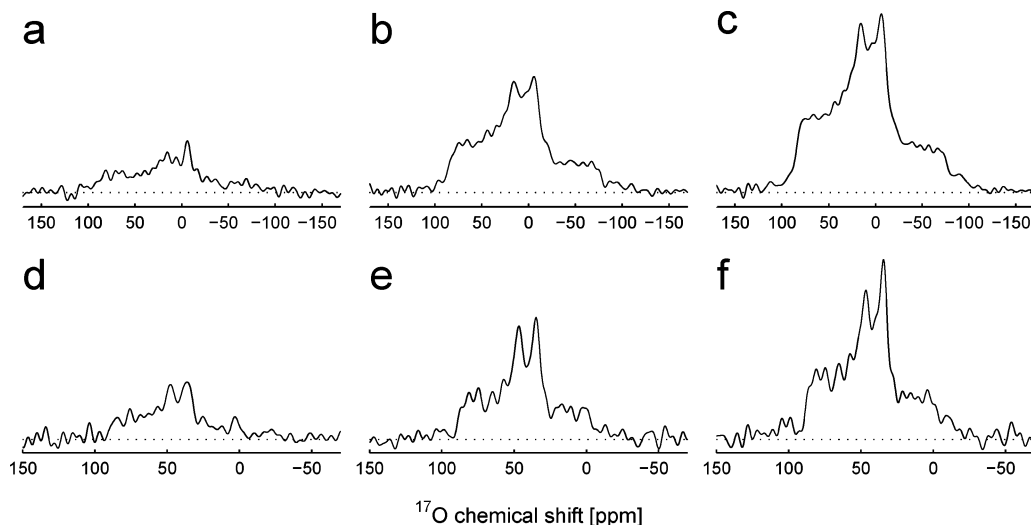 a b c
150 100 50 0 −50 −100 −150 150 100 50 0 −50 −100 −150 150 100 50 0 −50 −100 −150
d e f
150 100 50 0 −50 150 100 50 0 −50 150 100 50 0 −50
17O chemical shift [ppm]